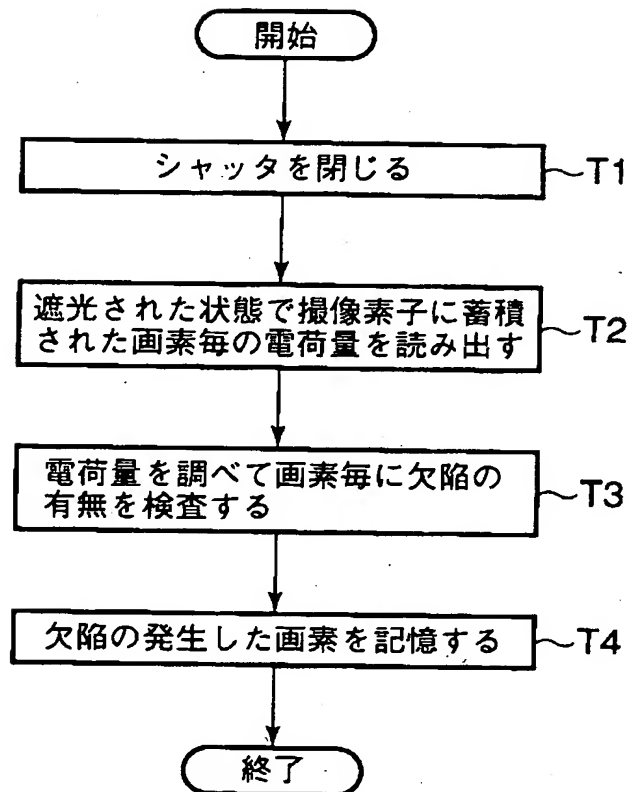 開始
シャッタを閉じる
T1
遮光された状態で撮像素子に蓄積
された画素毎の電荷量を読み出す
T2
電荷量を調べて画素毎に欠陥の
有無を検査する
T3
欠陥の発生した画素を記憶する
T4
終了